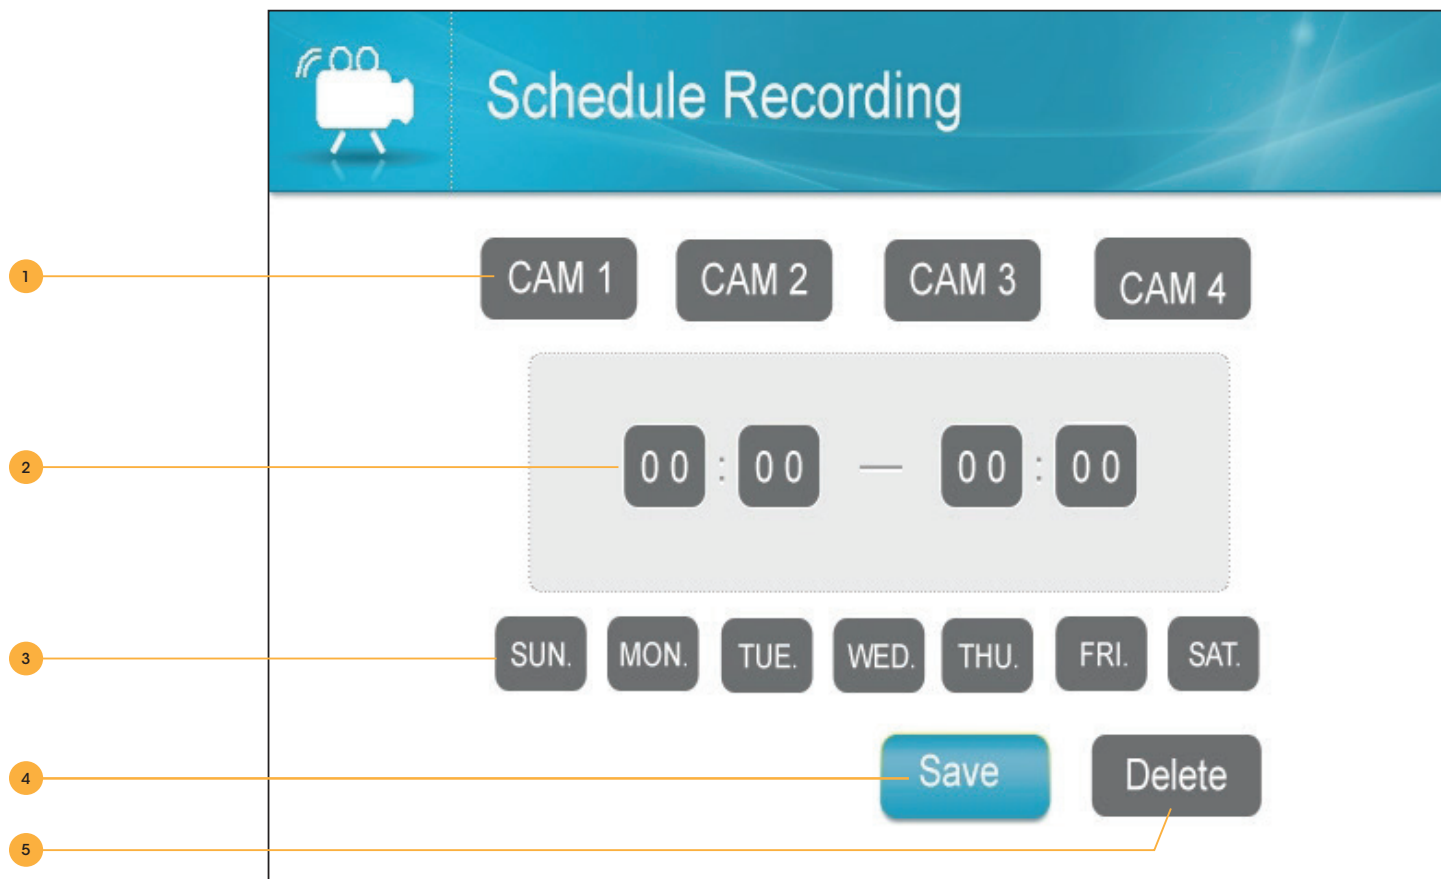 Schedule Recording
1 CAM 1 CAM 2 CAM 3 CAM 4
2 00 : 00 — 00 : 00
3 SUN. MON. TUE. WED. THU. FRI. SAT.
4 Save Delete
5